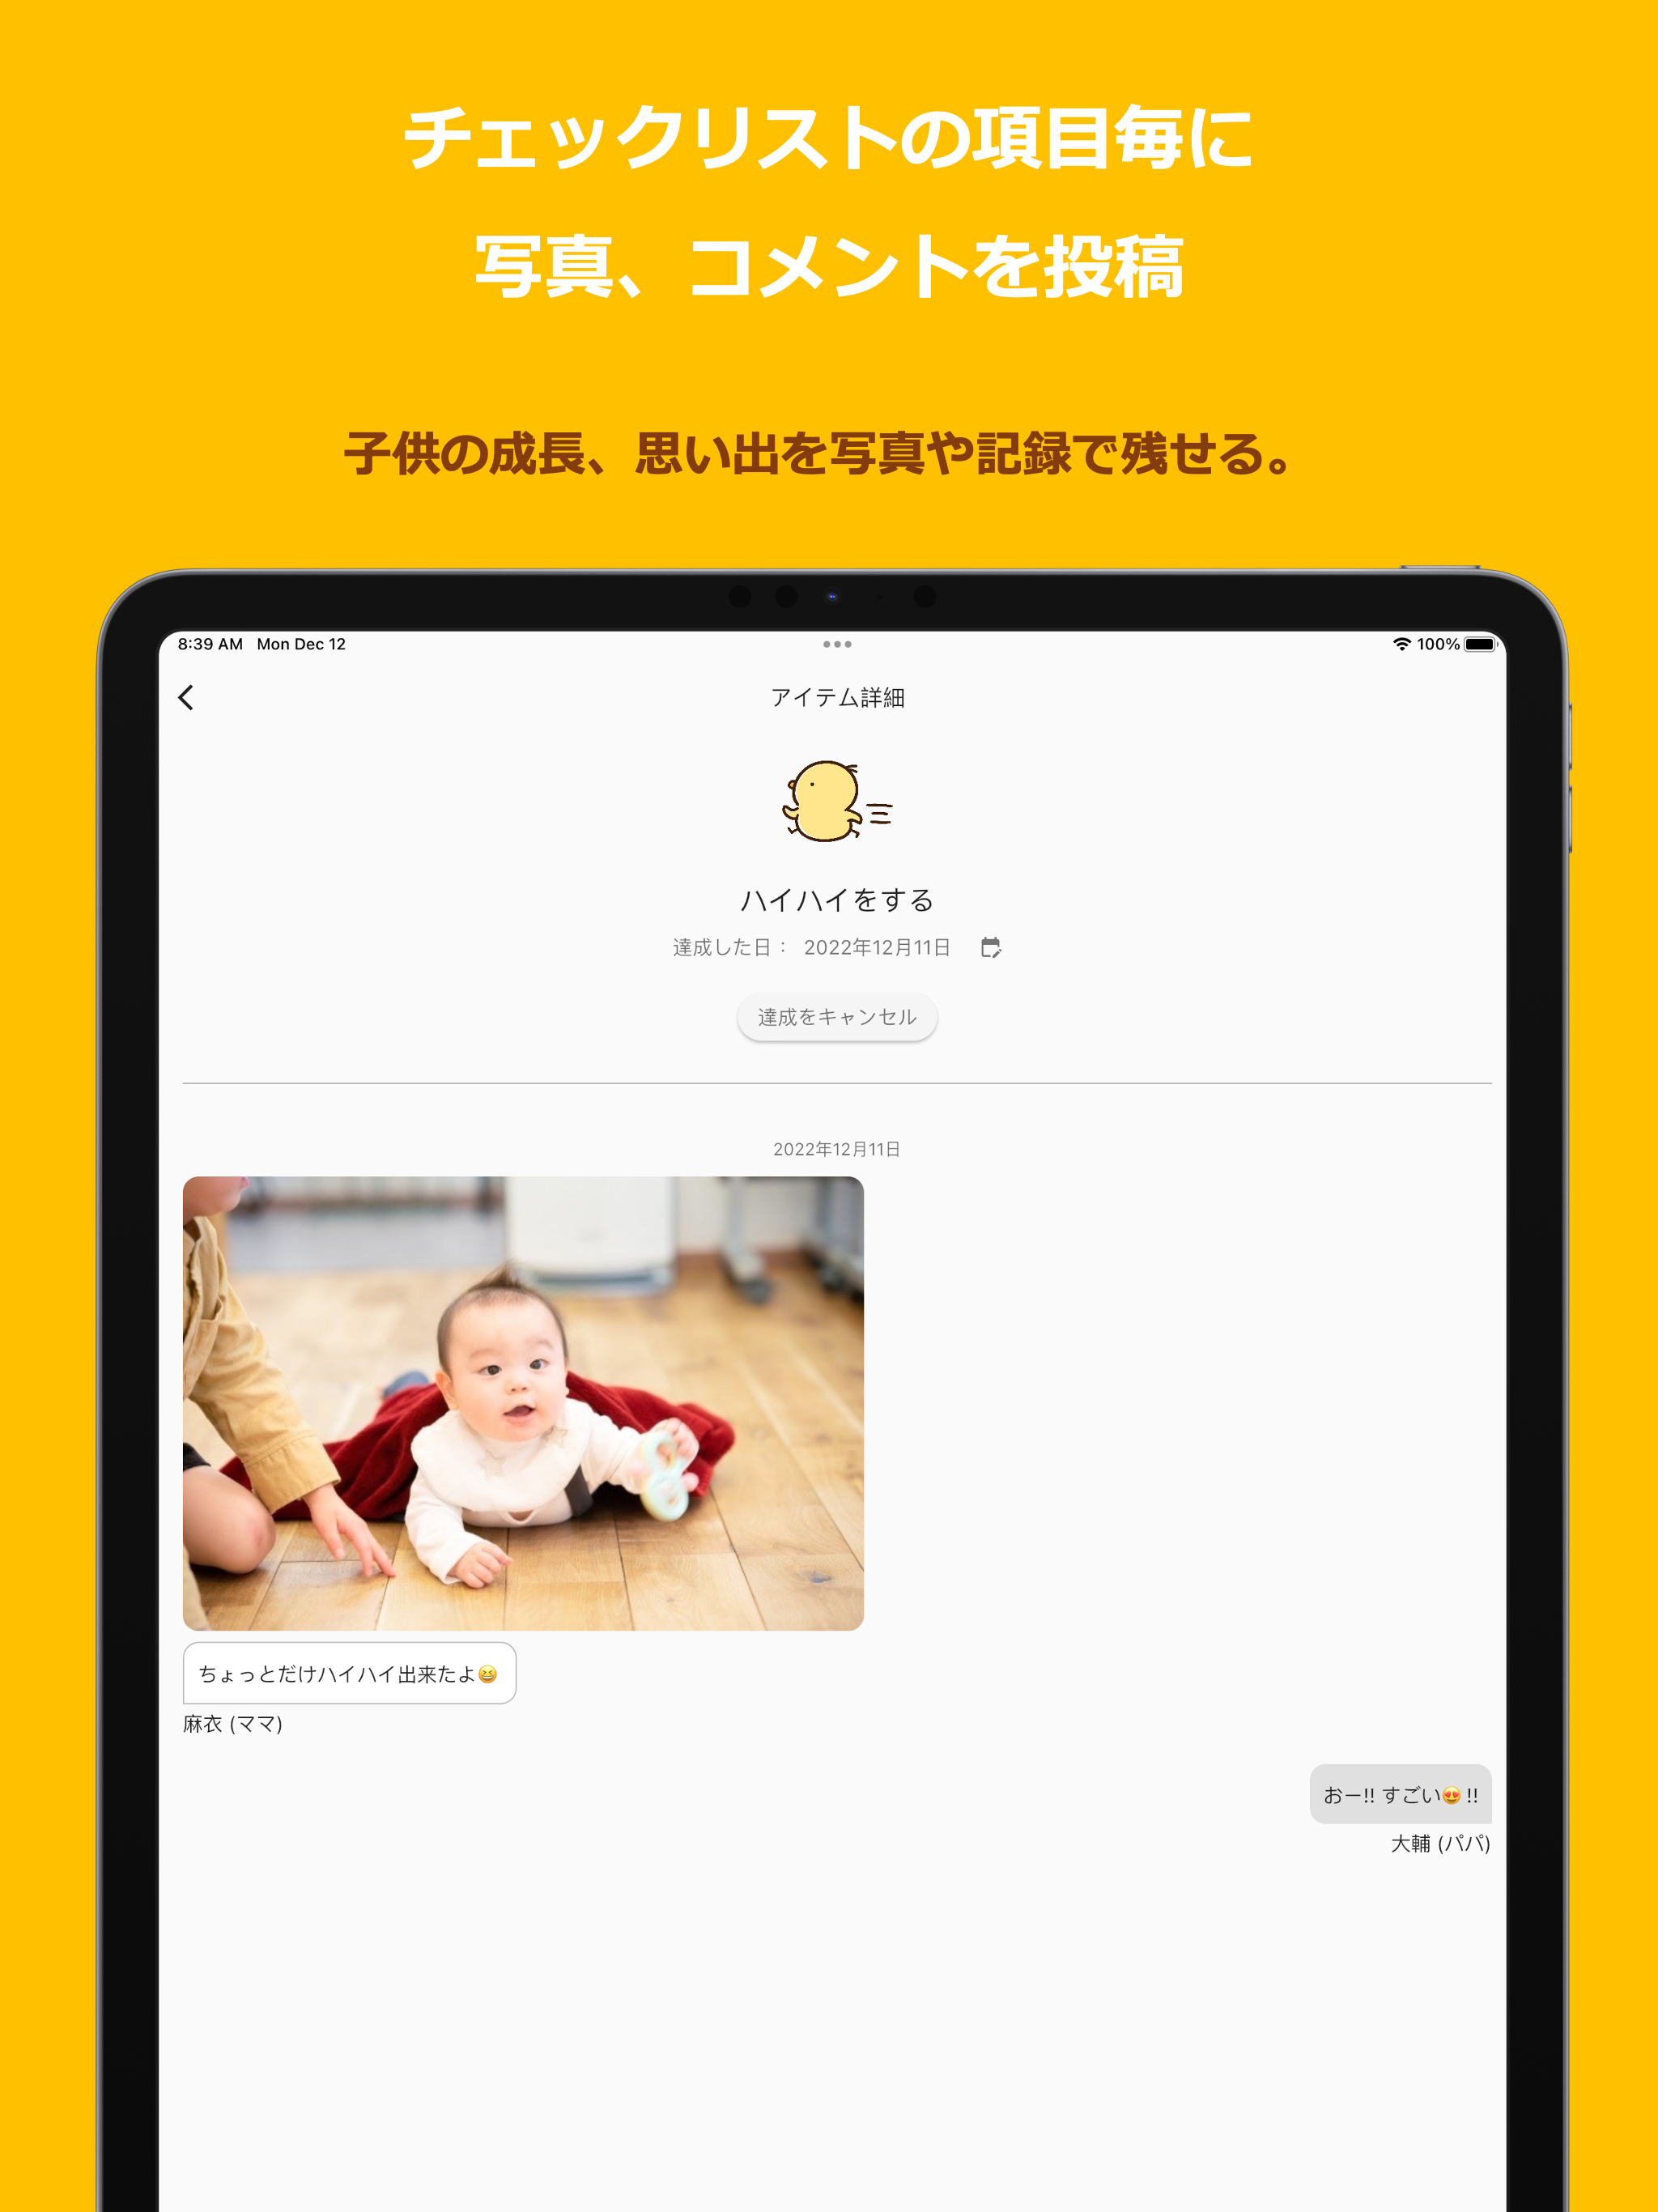 チェックリストの項目毎に
写真、コメントを投稿
子供の成長、思い出を写真や記録で残せる。
8:39 AM Mon Dec 12
100%
アイテム詳細
ハイハイをする
達成した日： 2022年12月11日
達成をキャンセル
2022年12月11日
ちょっとだけハイハイ出来たよ😆
麻衣 (ママ)
おー!! すごい😍 !!
大輔 (パパ)